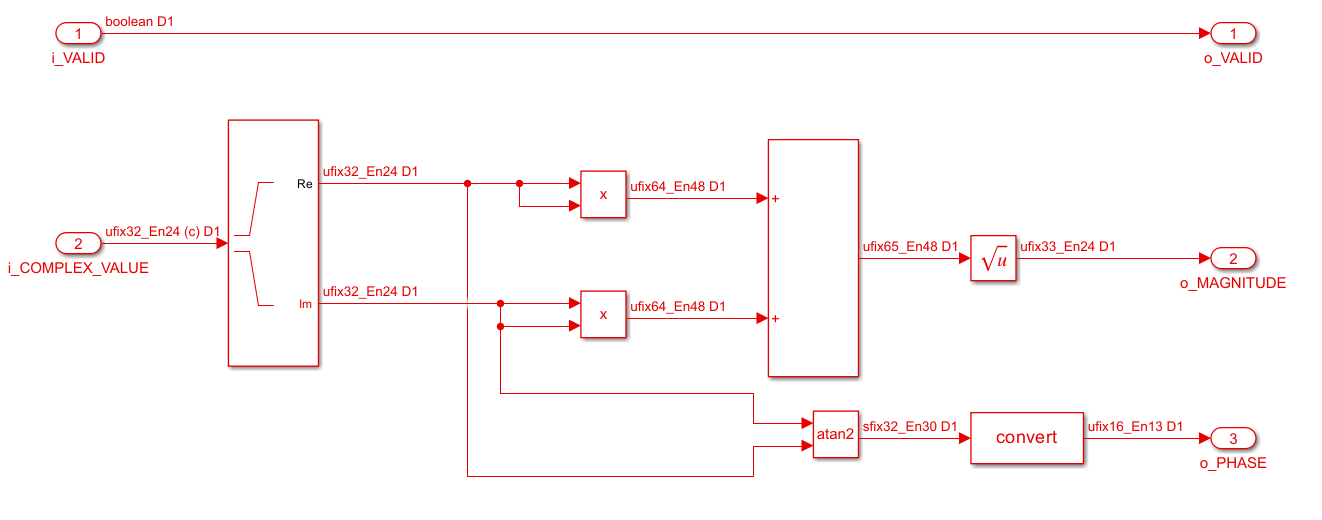 boolean D1
1
i_VALID
1
o_VALID
ufix32_En24 (c) D1
2
i_COMPLEX_VALUE
Re
Im
ufix32_En24 D1
ufix32_En24 D1
x
ufix64_En48 D1
x
ufix64_En48 D1
+
+
ufix65_En48 D1
√u
ufix33_En24 D1
2
o_MAGNITUDE
atan2
sfix32_En30 D1
convert
ufix16_En13 D1
3
o_PHASE